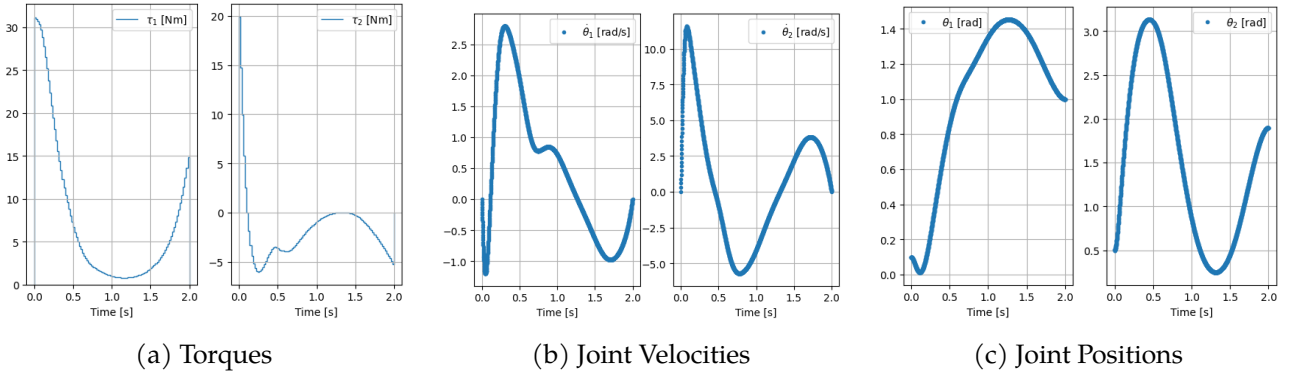 τ₁ [Nm]
30
25
20
15
10
5
0
0.0 0.5 1.0 1.5 2.0
Time [s]
τ₂ [Nm]
20
15
10
5
0
−5
0.0 0.5 1.0 1.5 2.0
Time [s]
(a) Torques
θ̇₁ [rad/s]
2.5
2.0
1.5
1.0
0.5
0.0
−0.5
−1.0
0.0 0.5 1.0 1.5 2.0
Time [s]
θ̇₂ [rad/s]
10.0
7.5
5.0
2.5
0.0
−2.5
−5.0
0.0 0.5 1.0 1.5 2.0
Time [s]
(b) Joint Velocities
θ₁ [rad]
1.4
1.2
1.0
0.8
0.6
0.4
0.2
0.0
0.0 0.5 1.0 1.5 2.0
Time [s]
θ₂ [rad]
3.0
2.5
2.0
1.5
1.0
0.5
0.0 0.5 1.0 1.5 2.0
Time [s]
(c) Joint Positions